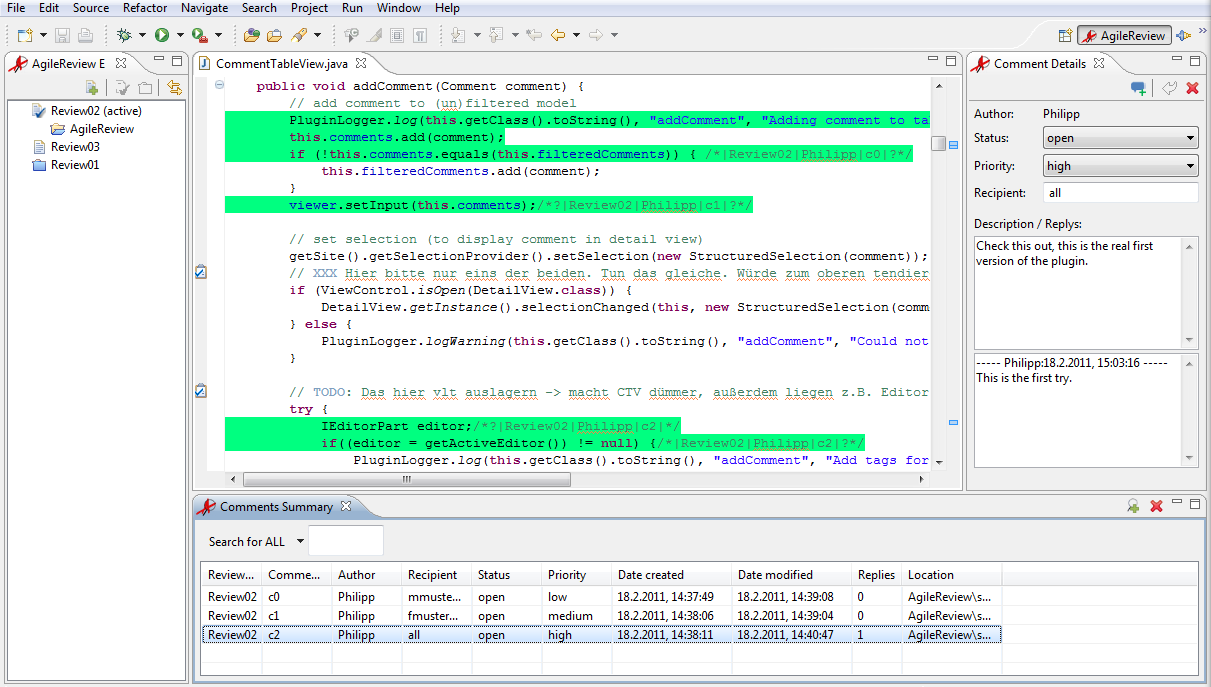 File Edit Source Refactor Navigate Search Project Run Window Help
AgileReview
AgileReview E
Review02 (active)
AgileReview
Review03
Review01
CommentTableView.java
public void addComment(Comment comment) {
// add comment to (un)filtered model
PluginLogger.log(this.getClass().toString(), "addComment", "Adding comment to ta
this.comments.add(comment);
if (!this.comments.equals(this.filteredComments)) { /*|Review02|Philipp|c0|?*/
this.filteredComments.add(comment);
}
viewer.setInput(this.comments);/*?|Review02|Philipp|c1|?*/
// set selection (to display comment in detail view)
getSite().getSelectionProvider().setSelection(new StructuredSelection(comment));
// XXX Hier bitte nur eins der beiden. Tun das gleiche. Würde zum oberen tendier
if (ViewControl.isOpen(DetailView.class)) {
DetailView.getInstance().selectionChanged(this, new StructuredSelection(comm
} else {
PluginLogger.logWarning(this.getClass().toString(), "addComment", "Could not
}
// TODO: Das hier vlt auslagern -> macht CTV dümmer, außerdem liegen z.B. Editor
try {
IEditorPart editor;/*?|Review02|Philipp|c2|*/
if((editor = getActiveEditor()) != null) {/*|Review02|Philipp|c2|?*/
PluginLogger.log(this.getClass().toString(), "addComment", "Add tags for
Comment Details
Author: Philipp
Status: open
Priority: high
Recipient: all
Description / Replys:
Check this out, this is the real first
version of the plugin.
----- Philipp:18.2.2011, 15:03:16 -----
This is the first try.
Comments Summary
Search for ALL
Review... Comme... Author Recipient Status Priority Date created Date modified Replies Location
Review02 c0 Philipp mmuste... open low 18.2.2011, 14:37:49 18.2.2011, 14:39:08 0 AgileReview\s...
Review02 c1 Philipp fmuster... open medium 18.2.2011, 14:38:06 18.2.2011, 14:39:04 0 AgileReview\s...
Review02 c2 Philipp all open high 18.2.2011, 14:38:11 18.2.2011, 14:40:47 1 AgileReview\s...